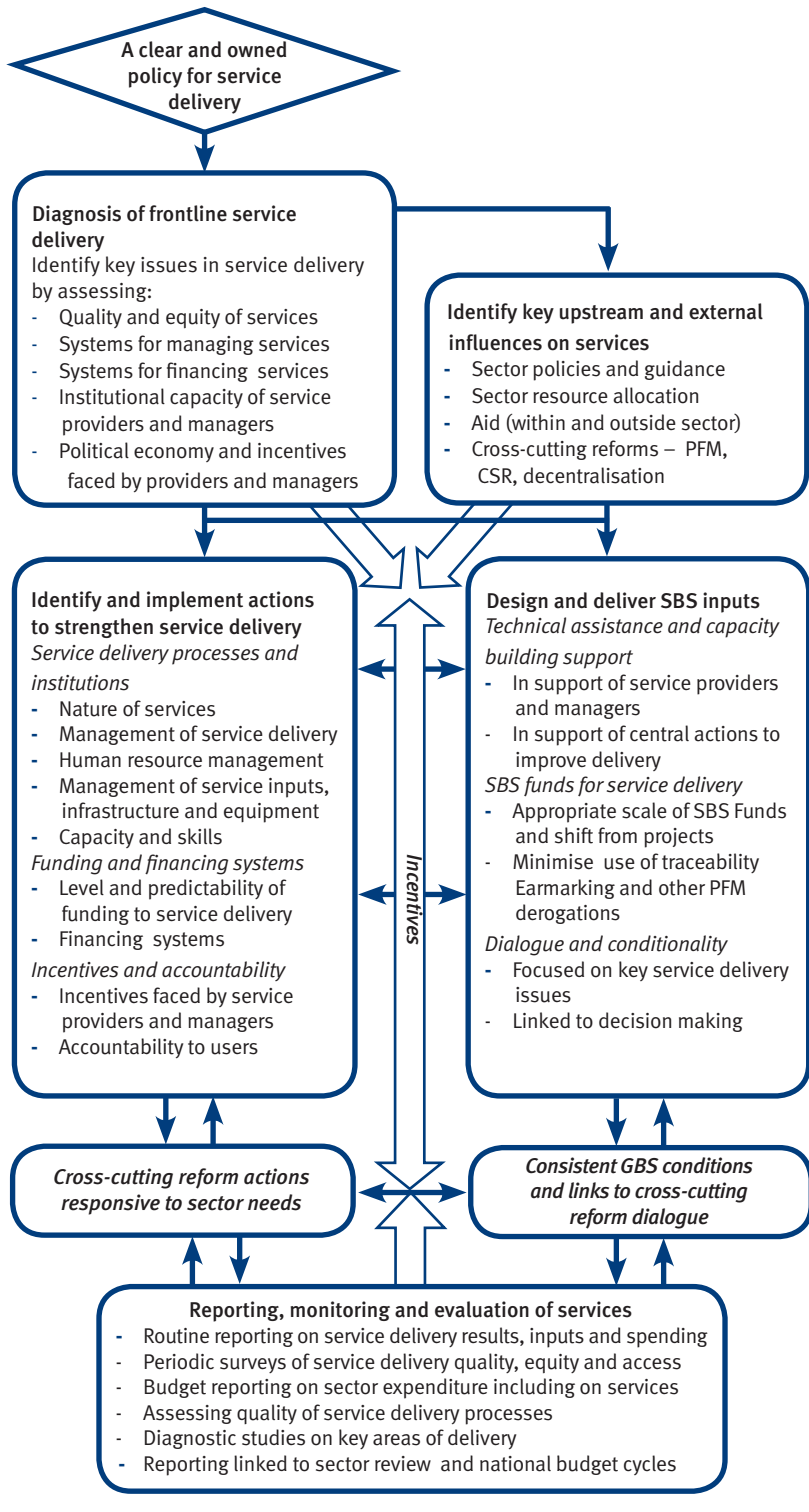 A clear and owned
policy for service
delivery
Diagnosis of frontline service
delivery
Identify key issues in service delivery
by assessing:
- Quality and equity of services
- Systems for managing services
- Systems for financing services
- Institutional capacity of service
providers and managers
- Political economy and incentives
faced by providers and managers
Identify key upstream and external
influences on services
- Sector policies and guidance
- Sector resource allocation
- Aid (within and outside sector)
- Cross-cutting reforms – PFM,
CSR, decentralisation
Identify and implement actions
to strengthen service delivery
Service delivery processes and
institutions
- Nature of services
- Management of service delivery
- Human resource management
- Management of service inputs,
infrastructure and equipment
- Capacity and skills
Funding and financing systems
- Level and predictability of
funding to service delivery
- Financing systems
Incentives and accountability
- Incentives faced by service
providers and managers
- Accountability to users
Incentives
Design and deliver SBS inputs
Technical assistance and capacity
building support
- In support of service providers
and managers
- In support of central actions to
improve delivery
SBS funds for service delivery
- Appropriate scale of SBS Funds
and shift from projects
- Minimise use of traceability
Earmarking and other PFM
derogations
Dialogue and conditionality
- Focused on key service delivery
issues
- Linked to decision making
Cross-cutting reform actions
responsive to sector needs
Consistent GBS conditions
and links to cross-cutting
reform dialogue
Reporting, monitoring and evaluation of services
- Routine reporting on service delivery results, inputs and spending
- Periodic surveys of service delivery quality, equity and access
- Budget reporting on sector expenditure including on services
- Assessing quality of service delivery processes
- Diagnostic studies on key areas of delivery
- Reporting linked to sector review and national budget cycles